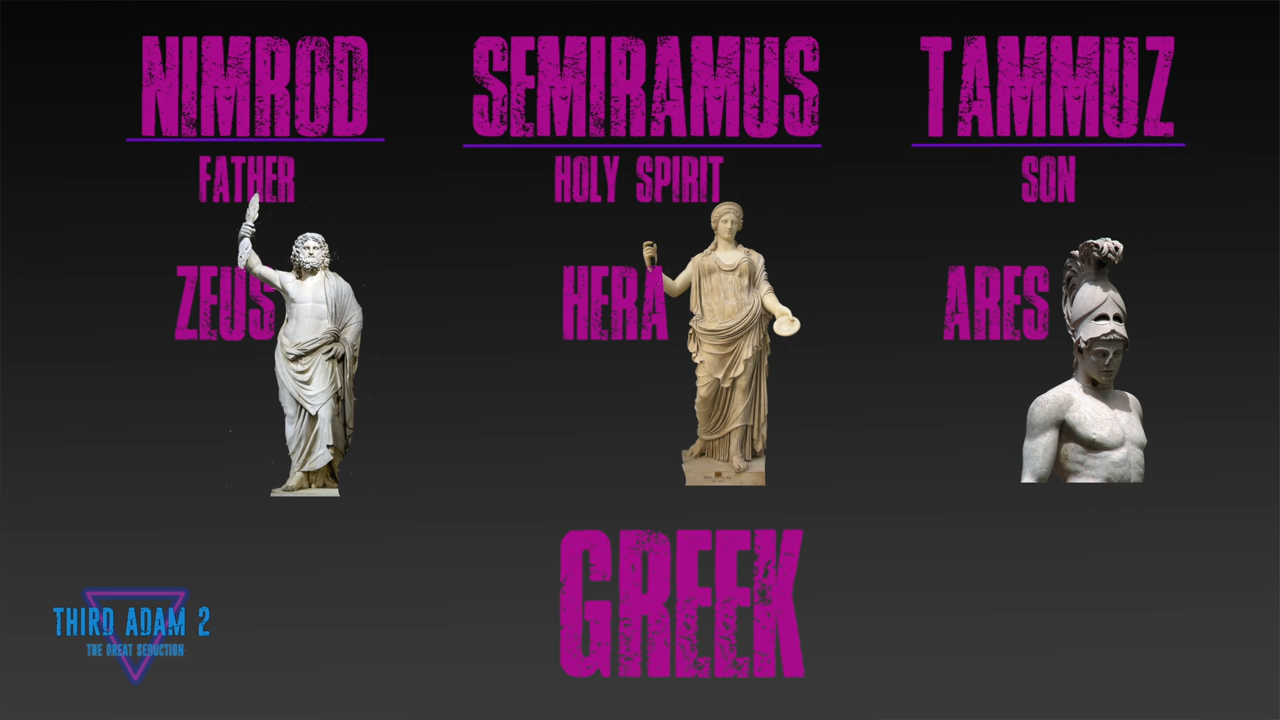 NIMROD SEMIRAMUS TAMMUZ
FATHER HOLY SPIRIT SON
ZEUS HERA ARES
GREEK
THIRD ADAM 2
THE GREAT SEDUCTION